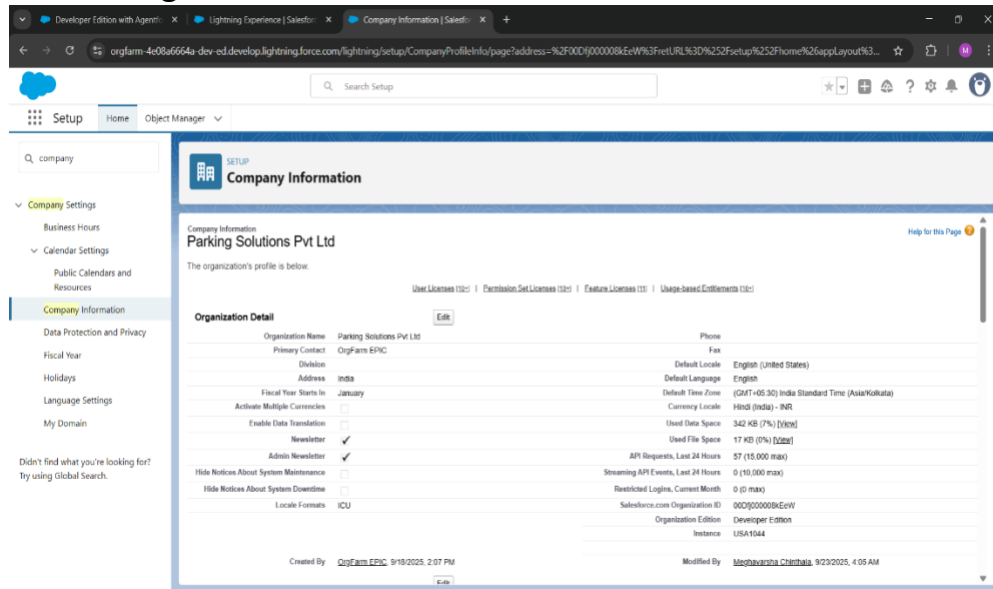 Developer Edition with Agentfo
Lightning Experience | Salesfor
Company Information | Salesfo
orgfarm-4e08a6664a-dev-ed.develop.lightning.force.com/lightning/setup/CompanyProfileInfo/page?address=%2F00Dfj000008kEeW%3FretURL%3D%252Fsetup%252Fhome%26appLayout%3...
Search Setup
Setup Home Object Manager
company
SETUP
Company Information
Company Settings
Business Hours
Calendar Settings
Public Calendars and
Resources
Company Information
Data Protection and Privacy
Fiscal Year
Holidays
Language Settings
My Domain
Didn't find what you're looking for?
Try using Global Search.
Company Information
Parking Solutions Pvt Ltd
Help for this Page
The organization's profile is below.
User Licenses [10+] | Permission Set Licenses [10+] | Feature Licenses [11] | Usage-based Entitlements [10+]
Organization Detail Edit
Organization Name Parking Solutions Pvt Ltd Phone
Primary Contact OrgFarm EPIC Fax
Division Default Locale English (United States)
Address India Default Language English
Fiscal Year Starts In January Default Time Zone (GMT+05:30) India Standard Time (Asia/Kolkata)
Activate Multiple Currencies Currency Locale Hindi (India) - INR
Enable Data Translation Used Data Space 342 KB (7%) [View]
Newsletter ✓ Used File Space 17 KB (0%) [View]
Admin Newsletter ✓ API Requests, Last 24 Hours 57 (15,000 max)
Hide Notices About System Maintenance Streaming API Events, Last 24 Hours 0 (10,000 max)
Hide Notices About System Downtime Restricted Logins, Current Month 0 (0 max)
Locale Formats ICU Salesforce.com Organization ID 00Dfj000008kEeW
Organization Edition Developer Edition
Instance USA1044
Created By OrgFarm EPIC, 9/18/2025, 2:07 PM Modified By Meghavarsha Chinthala, 9/23/2025, 4:05 AM
Edit